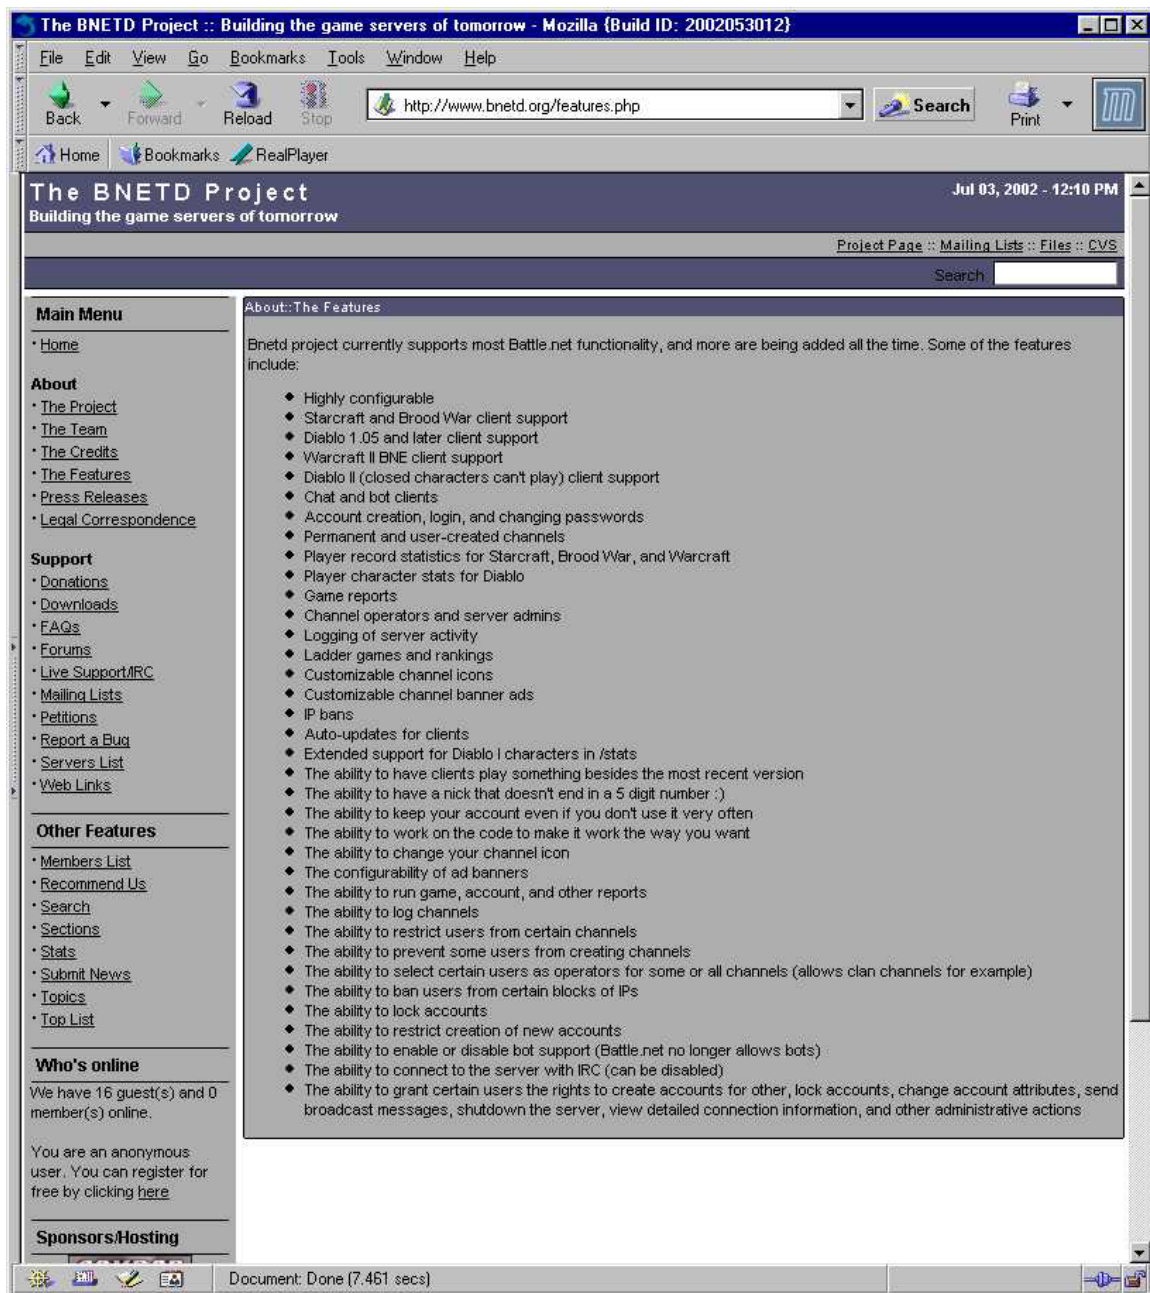 The BNETD Project :: Building the game servers of tomorrow - Mozilla {Build ID: 2002053012}
File Edit View Go Bookmarks Tools Window Help
Back Forward Reload Stop http://www.bnetd.org/features.php Search Print
Home Bookmarks RealPlayer
The BNETD Project
Jul 03, 2002 - 12:10 PM
Building the game servers of tomorrow
Project Page :: Mailing Lists :: Files :: CVS
Search
Main Menu
· Home
About
· The Project
· The Team
· The Credits
· The Features
· Press Releases
· Legal Correspondence
Support
· Donations
· Downloads
· FAQs
· Forums
· Live Support/IRC
· Mailing Lists
· Petitions
· Report a Bug
· Servers List
· Web Links
Other Features
· Members List
· Recommend Us
· Search
· Sections
· Stats
· Submit News
· Topics
· Top List
Who's online
We have 16 guest(s) and 0
member(s) online.
You are an anonymous
user. You can register for
free by clicking here
Sponsors/Hosting
About::The Features
Bnetd project currently supports most Battle.net functionality, and more are being added all the time. Some of the features
include:
Highly configurable
Starcraft and Brood War client support
Diablo 1.05 and later client support
Warcraft II BNE client support
Diablo II (closed characters can't play) client support
Chat and bot clients
Account creation, login, and changing passwords
Permanent and user-created channels
Player record statistics for Starcraft, Brood War, and Warcraft
Player character stats for Diablo
Game reports
Channel operators and server admins
Logging of server activity
Ladder games and rankings
Customizable channel icons
Customizable channel banner ads
IP bans
Auto-updates for clients
Extended support for Diablo I characters in /stats
The ability to have clients play something besides the most recent version
The ability to have a nick that doesn't end in a 5 digit number :)
The ability to keep your account even if you don't use it very often
The ability to work on the code to make it work the way you want
The ability to change your channel icon
The configurability of ad banners
The ability to run game, account, and other reports
The ability to log channels
The ability to restrict users from certain channels
The ability to prevent some users from creating channels
The ability to select certain users as operators for some or all channels (allows clan channels for example)
The ability to ban users from certain blocks of IPs
The ability to lock accounts
The ability to restrict creation of new accounts
The ability to enable or disable bot support (Battle.net no longer allows bots)
The ability to connect to the server with IRC (can be disabled)
The ability to grant certain users the rights to create accounts for other, lock accounts, change account attributes, send
broadcast messages, shutdown the server, view detailed connection information, and other administrative actions
Document: Done (7.461 secs)